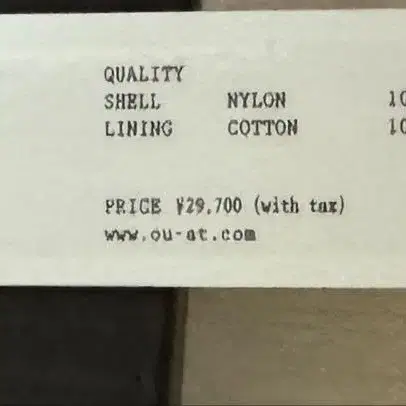 QUALITY
SHELL NYLON 10
LINING COTTON 10
PRICE ¥29,700 (with tax)
www.ou-at.com